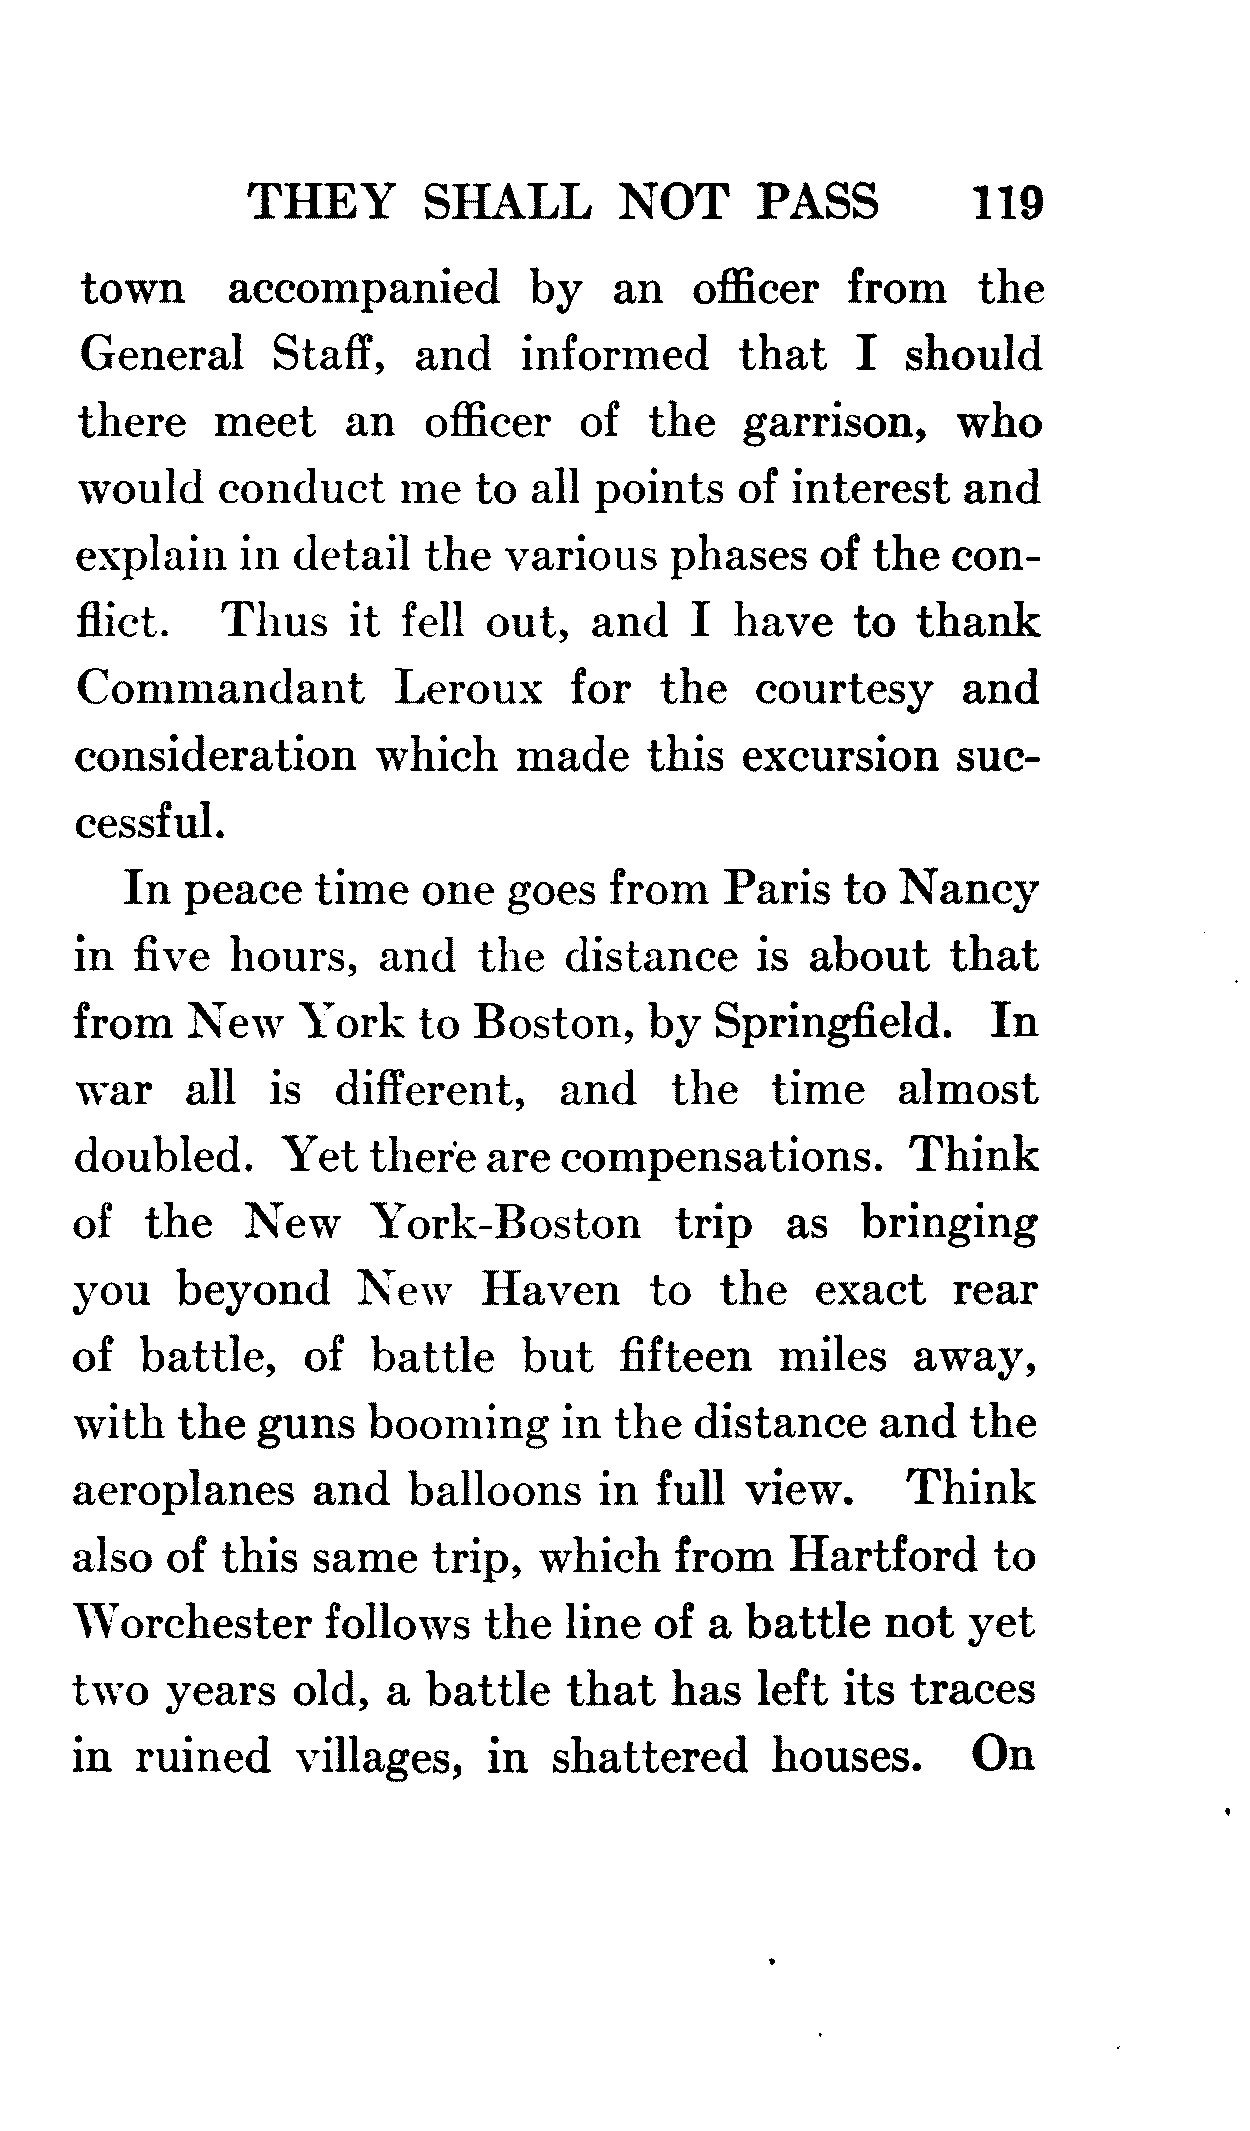 THEY SHALL NOT PASS 119
town accompanied by an officer from the
General Staff, and informed that I should
there meet an officer of the garrison, who
would conduct me to all points of interest and
explain in detail the various phases of the con-
flict. Thus it fell out, and I have to thank
Commandant Leroux for the courtesy and
consideration which made this excursion suc-
cessful.
In peace time one goes from Paris to Nancy
in five hours, and the distance is about that
from New York to Boston, by Springfield. In
war all is different, and the time almost
doubled. Yet there are compensations. Think
of the New York-Boston trip as bringing
you beyond New Haven to the exact rear
of battle, of battle but fifteen miles away,
with the guns booming in the distance and the
aeroplanes and balloons in full view. Think
also of this same trip, which from Hartford to
Worchester follows the line of a battle not yet
two years old, a battle that has left its traces
in ruined villages, in shattered houses. On